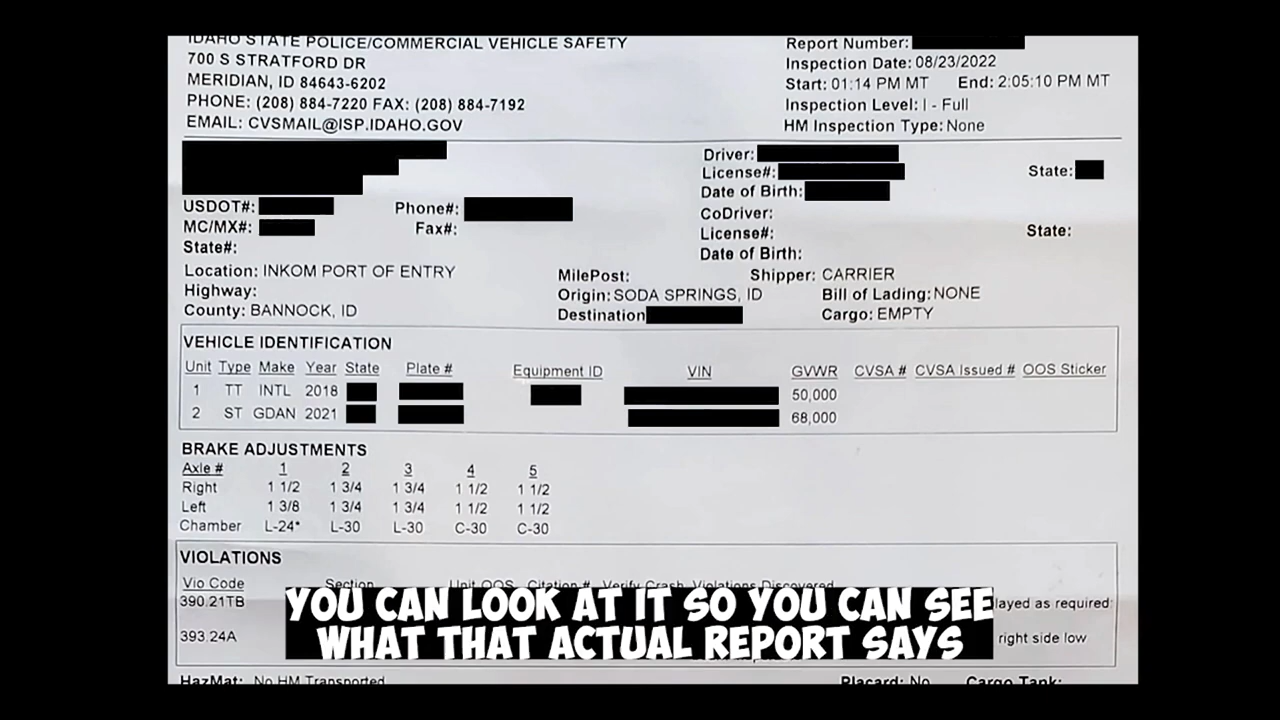 IDAHO STATE POLICE/COMMERCIAL VEHICLE SAFETY
700 S STRATFORD DR
MERIDIAN, ID 84643-6202
PHONE: (208) 884-7220 FAX: (208) 884-7192
EMAIL: CVSMAIL@ISP.IDAHO.GOV
Report Number:
Inspection Date: 08/23/2022
Start: 01:14 PM MT End: 2:05:10 PM MT
Inspection Level: I - Full
HM Inspection Type: None
USDOT#: Phone#:
MC/MX#: Fax#:
State#:
Driver:
License#: State:
Date of Birth:
CoDriver:
License#: State:
Date of Birth:
Location: INKOM PORT OF ENTRY MilePost: Shipper: CARRIER
Highway: Origin: SODA SPRINGS, ID Bill of Lading: NONE
County: BANNOCK, ID Destination Cargo: EMPTY
VEHICLE IDENTIFICATION
Unit Type Make Year State Plate # Equipment ID VIN GVWR CVSA # CVSA Issued # OOS Sticker
1 TT INTL 2018 50,000
2 ST GDAN 2021 68,000
BRAKE ADJUSTMENTS
Axle # 1 2 3 4 5
Right 1 1/2 1 3/4 1 3/4 1 1/2 1 1/2
Left 1 3/8 1 3/4 1 3/4 1 1/2 1 1/2
Chamber L-24* L-30 L-30 C-30 C-30
VIOLATIONS
Vio Code Section Unit OOS Citation # Verify Crash Violations Discovered
390.21TB layed as required:
393.24A right side low
YOU CAN LOOK AT IT SO YOU CAN SEE
WHAT THAT ACTUAL REPORT SAYS
HazMat: No HM Transported Placard: No Cargo Tank: